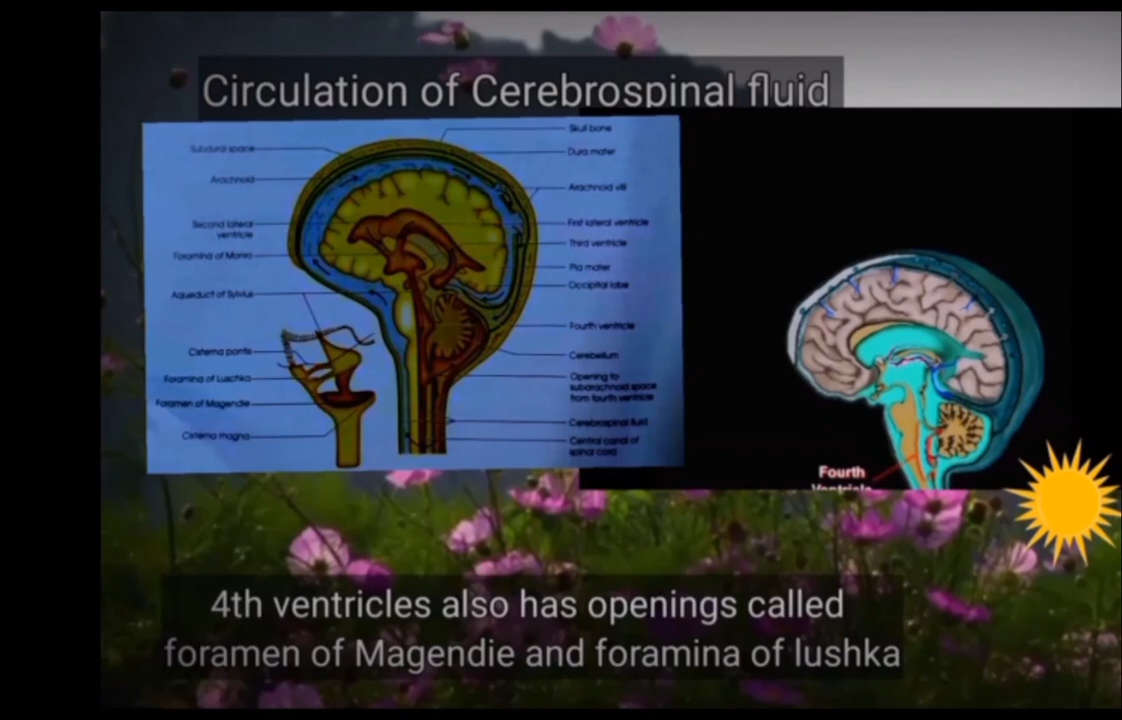 Circulation of Cerebrospinal fluid
Subdural space
Arachnoid
Second lateral
ventricle
Foramina of Monro
Aqueduct of Sylvius
Cisterna pontis
Foramina of Luschka
Foramen of Magendie
Cisterna magna
Skull bone
Dura mater
Arachnoid villi
First lateral ventricle
Third ventricle
Pia mater
Occipital lobe
Fourth ventricle
Cerebellum
Opening to
subarachnoid space
from fourth ventricle
Cerebrospinal fluid
Central canal of
spinal cord
Fourth
Ventricle
4th ventricles also has openings called
foramen of Magendie and foramina of lushka